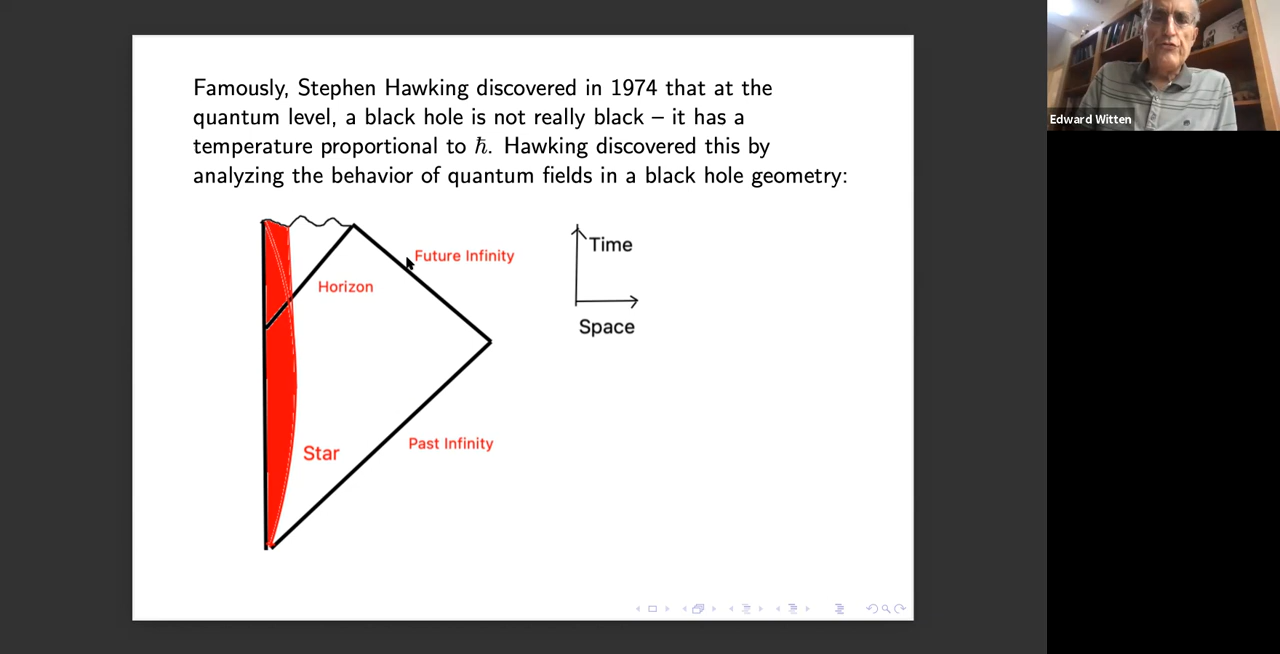 Famously, Stephen Hawking discovered in 1974 that at the
quantum level, a black hole is not really black – it has a
temperature proportional to ℏ. Hawking discovered this by
analyzing the behavior of quantum fields in a black hole geometry:
Future Infinity
Horizon
Star
Past Infinity
Time
Space
Edward Witten